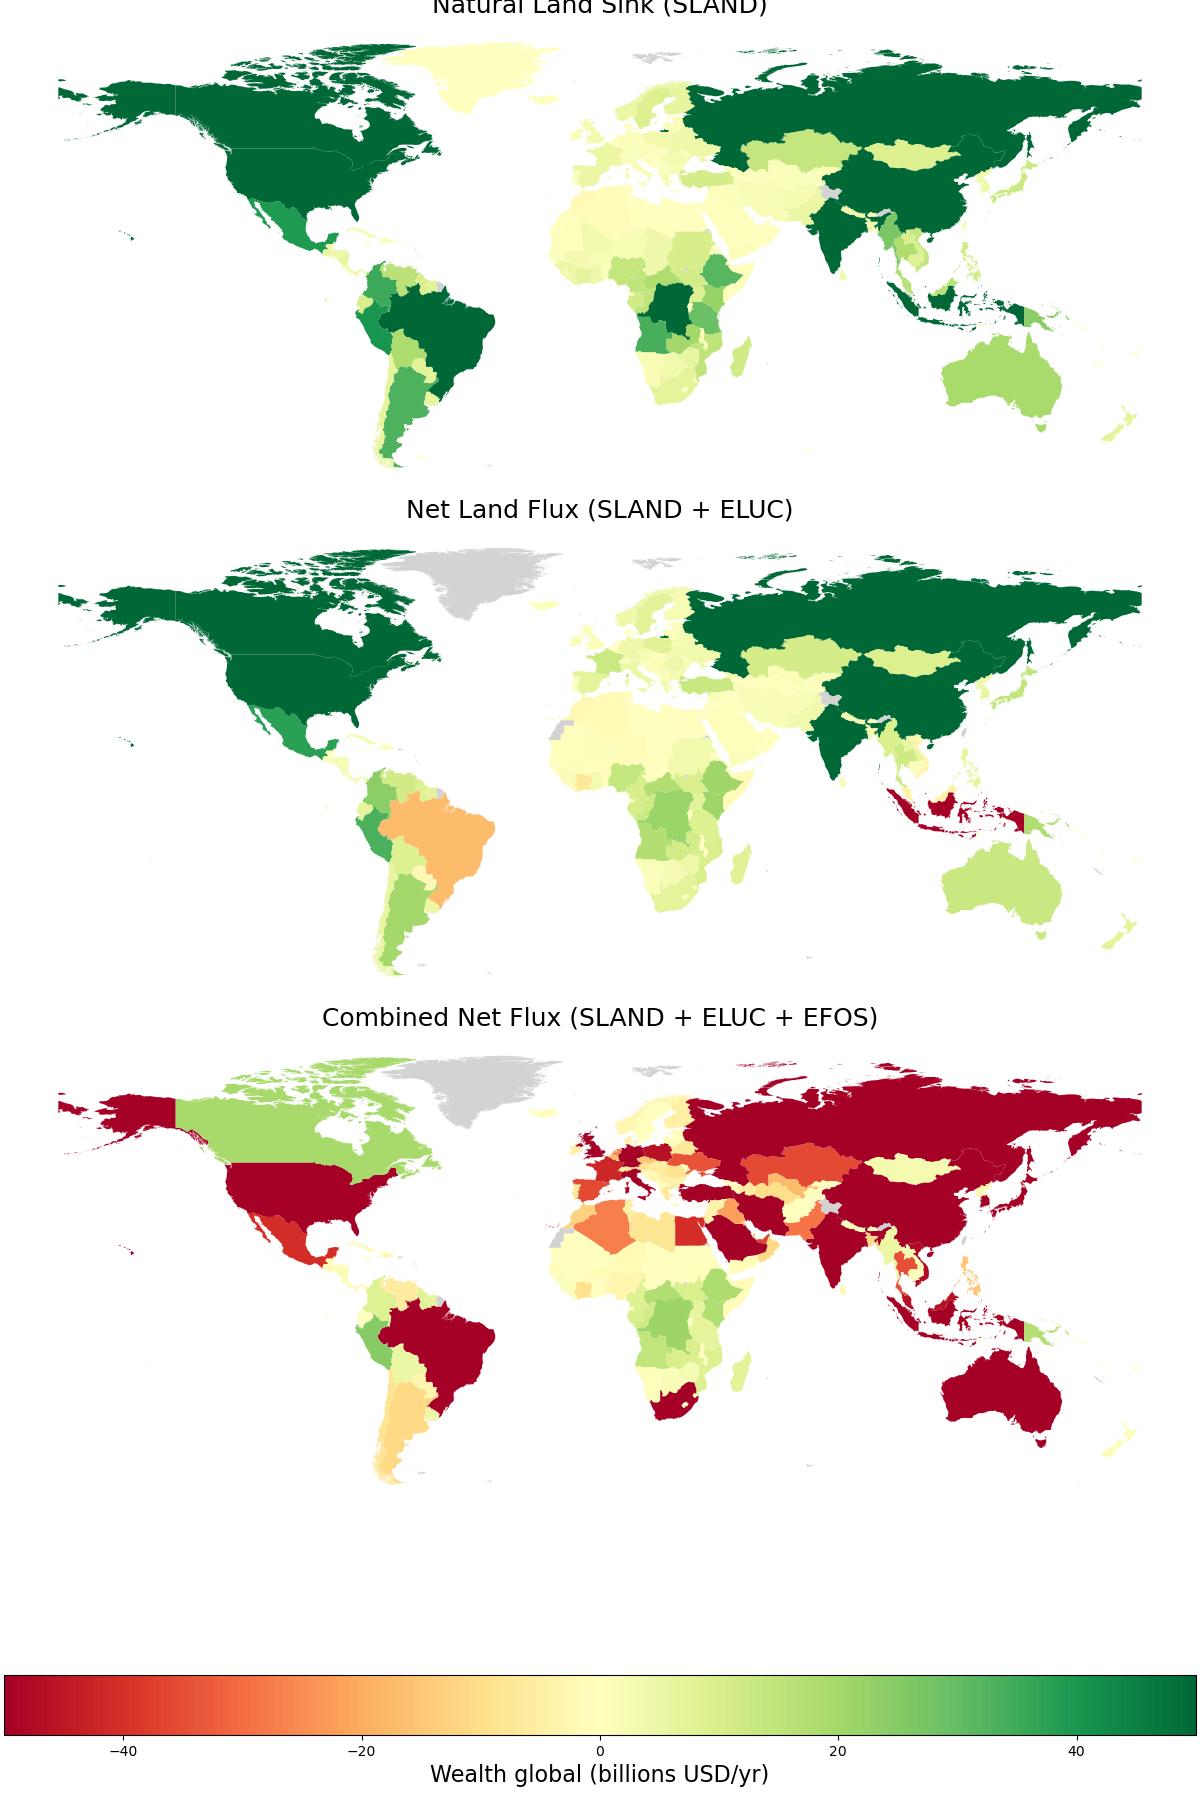 Natural Land Sink (SLAND)
Net Land Flux (SLAND + ELUC)
Combined Net Flux (SLAND + ELUC + EFOS)
−40 −20 0 20 40
Wealth global (billions USD/yr)